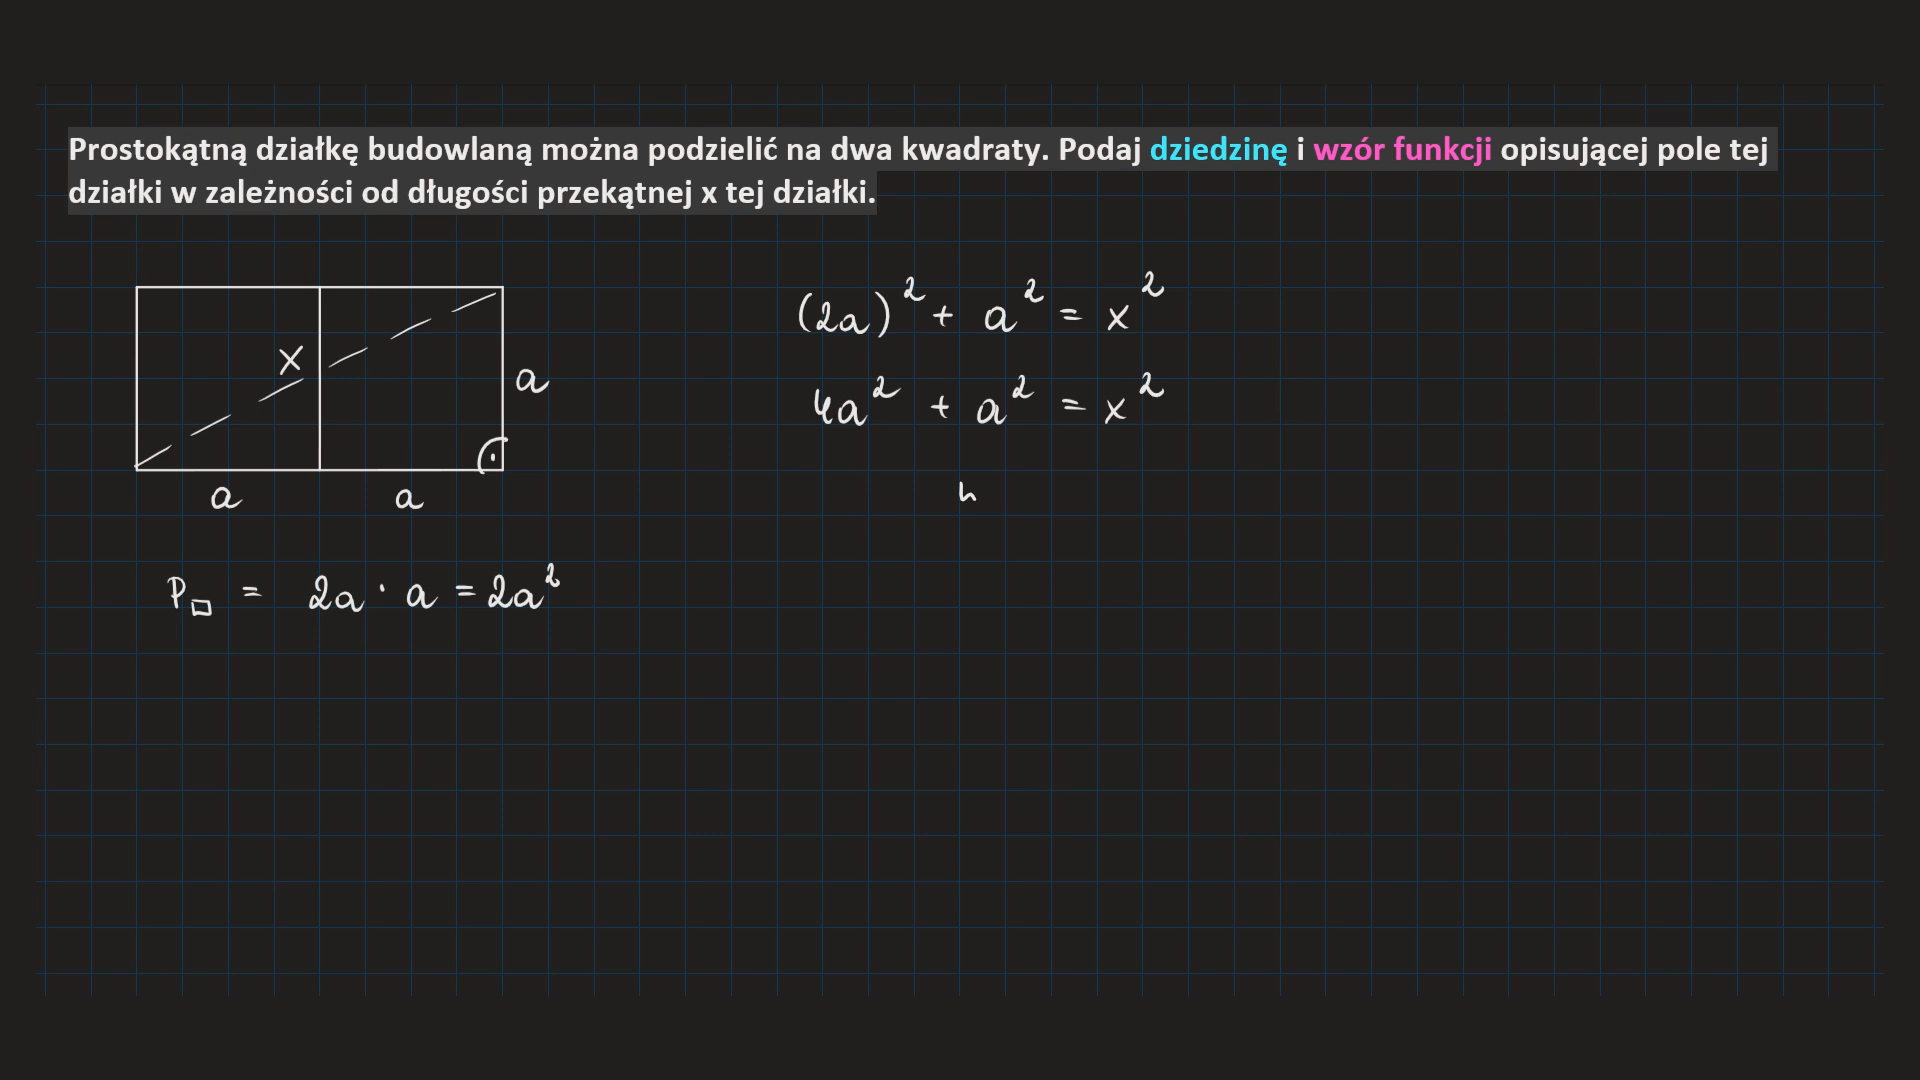 Prostokątną działkę budowlaną można podzielić na dwa kwadraty. Podaj dziedzinę i wzór funkcji opisującej pole tej
działki w zależności od długości przekątnej x tej działki.
x
a
a a
P▭ = 2a · a = 2a²
(2a)² + a² = x²
4a² + a² = x²